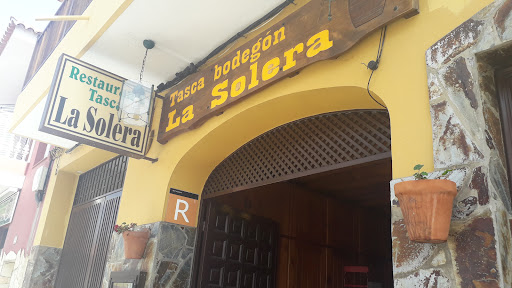 Restaurante
Tasca
La Solera
Tasca bodegón
La Solera
R